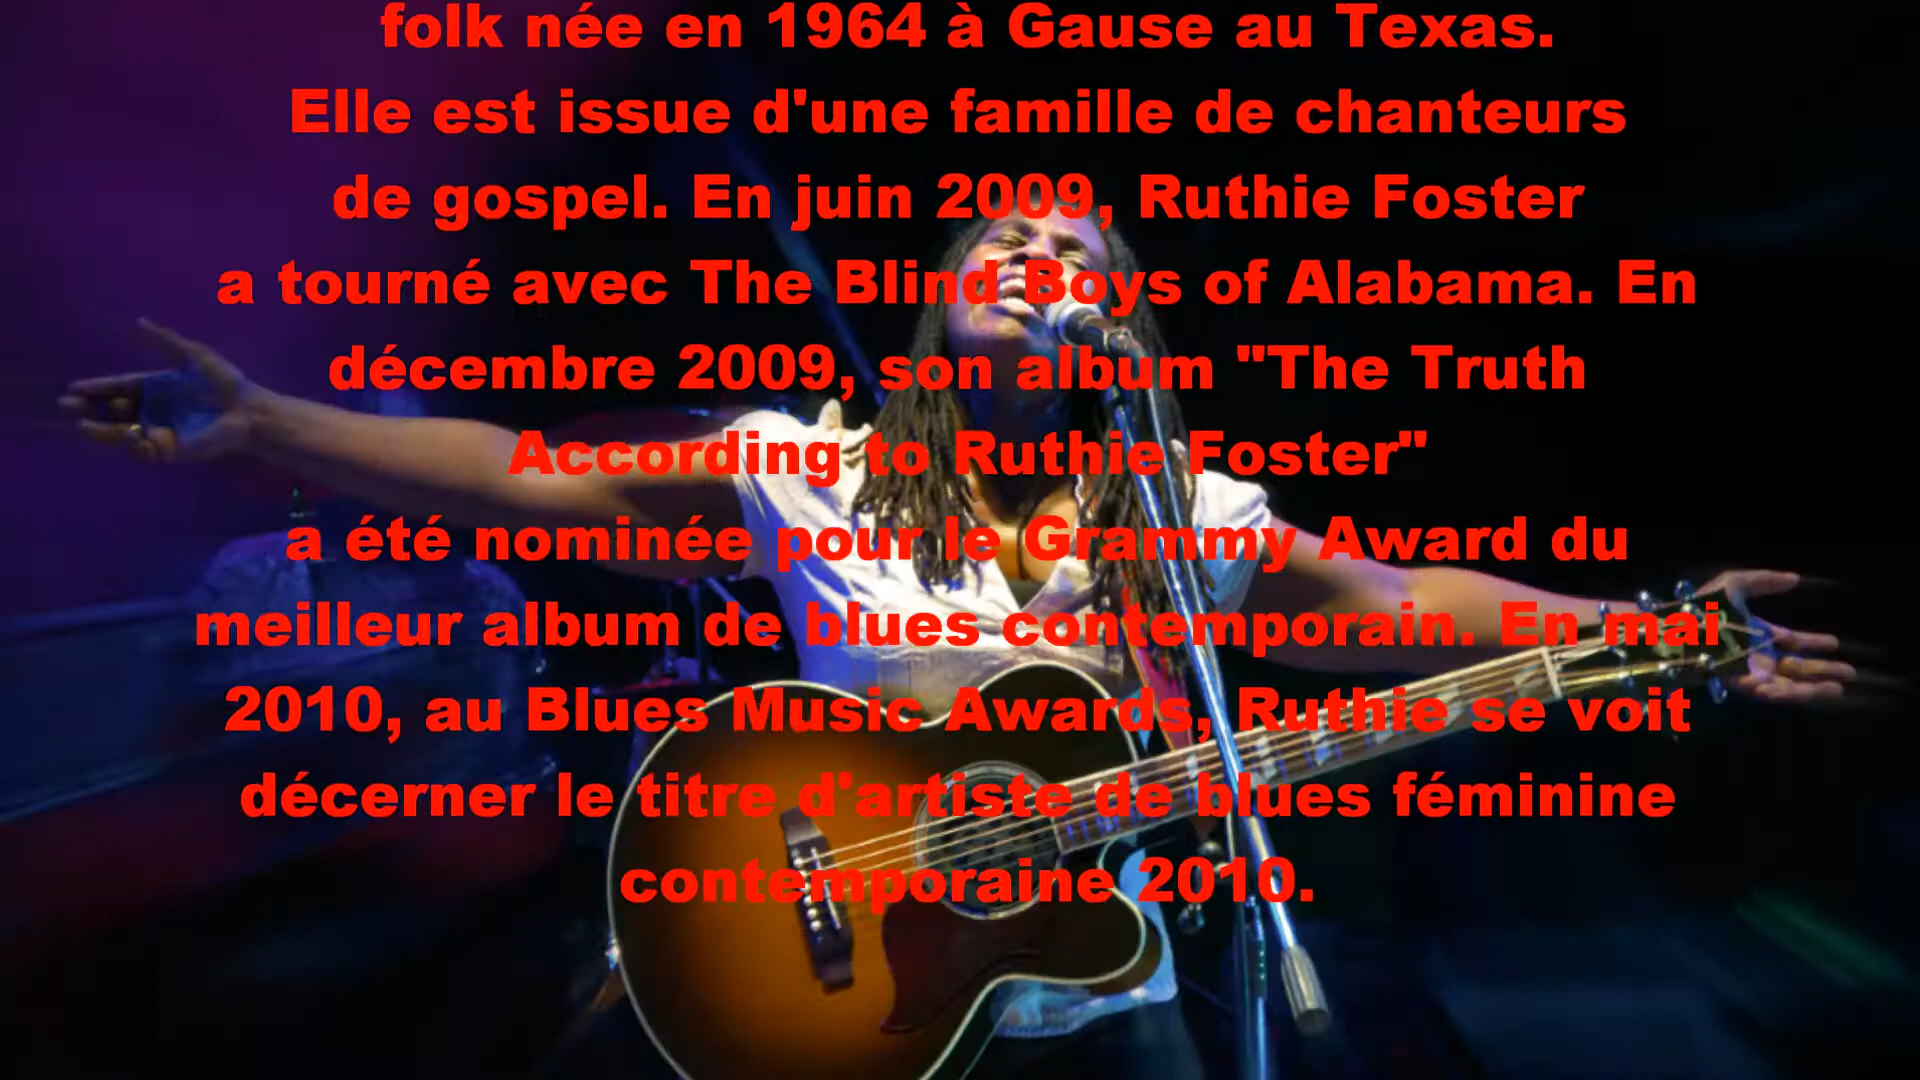 folk née en 1964 à Gause au Texas.
Elle est issue d'une famille de chanteurs
de gospel. En juin 2009, Ruthie Foster
a tourné avec The Blind Boys of Alabama. En
décembre 2009, son album "The Truth
According to Ruthie Foster"
a été nominée pour le Grammy Award du
meilleur album de blues contemporain. En mai
2010, au Blues Music Awards, Ruthie se voit
décerner le titre d'artiste de blues féminine
contemporaine 2010.